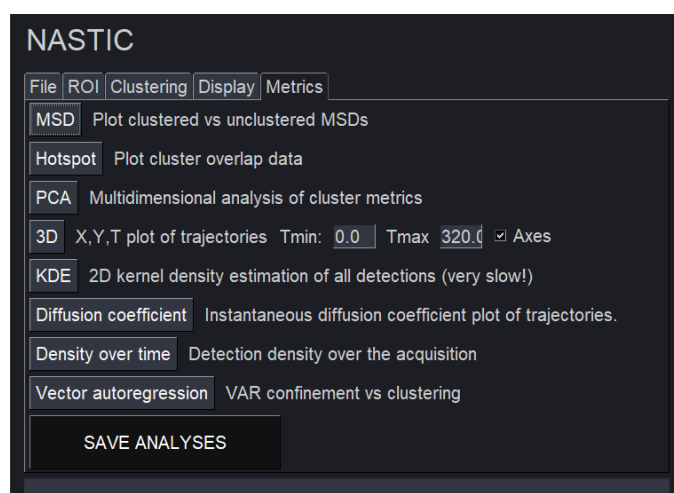 NASTIC
File ROI Clustering Display Metrics
MSD Plot clustered vs unclustered MSDs
Hotspot Plot cluster overlap data
PCA Multidimensional analysis of cluster metrics
3D X,Y,T plot of trajectories Tmin: 0.0 Tmax 320.0 Axes
KDE 2D kernel density estimation of all detections (very slow!)
Diffusion coefficient Instantaneous diffusion coefficient plot of trajectories.
Density over time Detection density over the acquisition
Vector autoregression VAR confinement vs clustering
SAVE ANALYSES